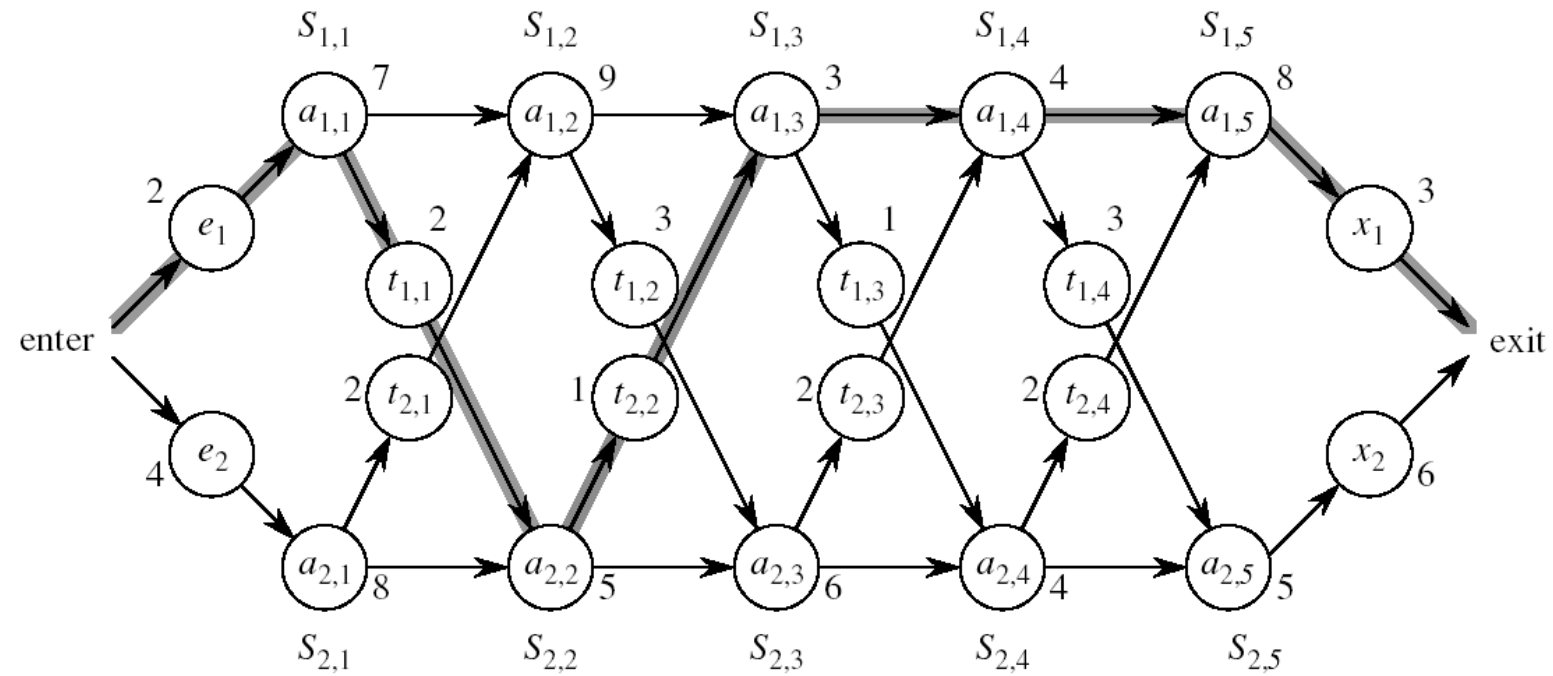 S1,1 S1,2 S1,3 S1,4 S1,5
7 9 3 4 8
a1,1 a1,2 a1,3 a1,4 a1,5
2 2 3 1 3 3
e1 x1
t1,1 t1,2 t1,3 t1,4
enter exit
2 t2,1 1 t2,2 2 t2,3 2 t2,4
4 e2 x2 6
a2,1 a2,2 a2,3 a2,4 a2,5
8 5 6 4 5
S2,1 S2,2 S2,3 S2,4 S2,5